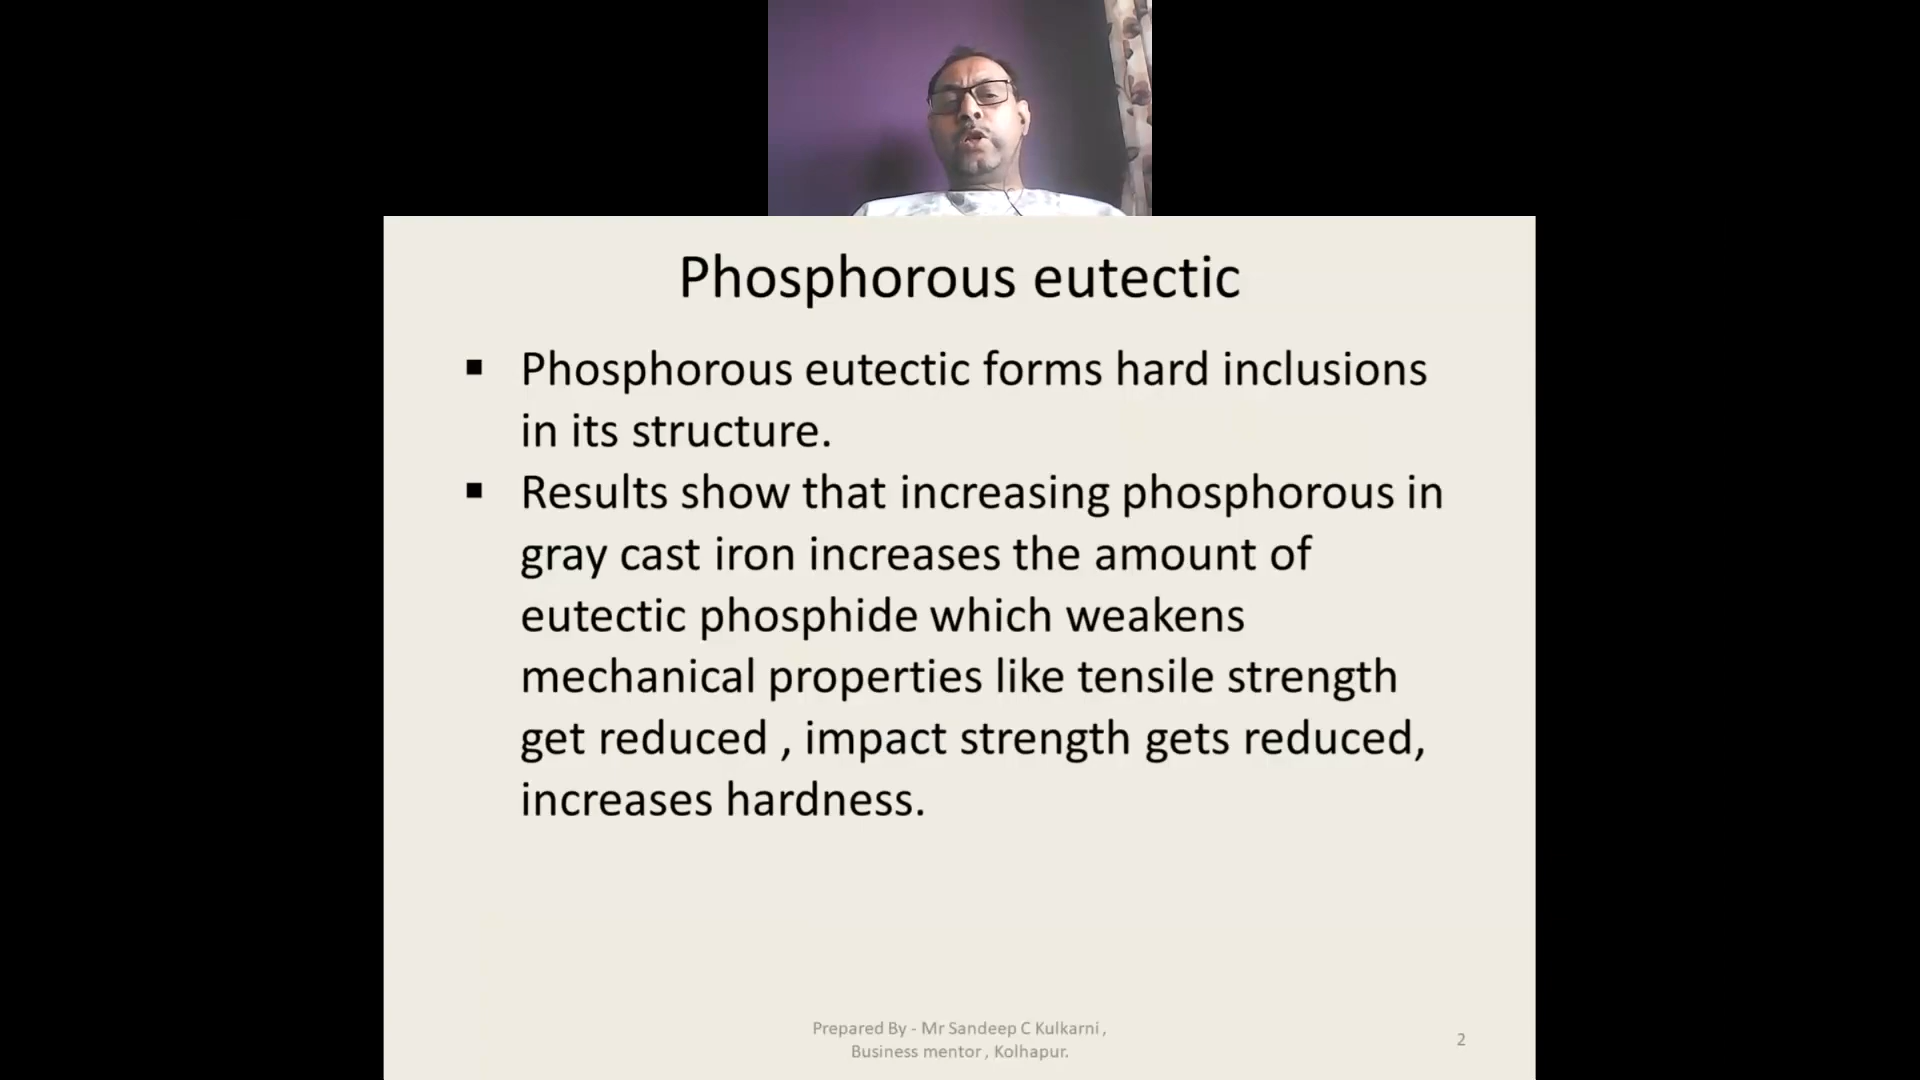 Phosphorous eutectic
▪ Phosphorous eutectic forms hard inclusions
in its structure.
▪ Results show that increasing phosphorous in
gray cast iron increases the amount of
eutectic phosphide which weakens
mechanical properties like tensile strength
get reduced , impact strength gets reduced,
increases hardness.
Prepared By - Mr Sandeep C Kulkarni ,
Business mentor , Kolhapur.
2